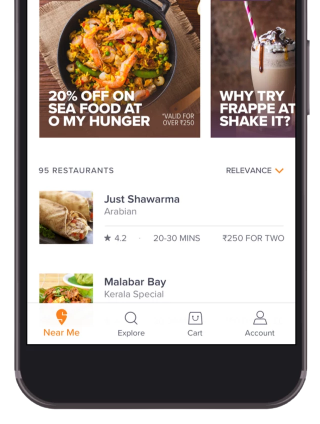 20% OFF ON
SEA FOOD AT
O MY HUNGER
*VALID FOR
OVER ₹250
WHY TRY
FRAPPE AT
SHAKE IT?
95 RESTAURANTS
RELEVANCE
Just Shawarma
Arabian
★ 4.2 · 20-30 MINS ₹250 FOR TWO
Malabar Bay
Kerala Special
Near Me
Explore
Cart
Account